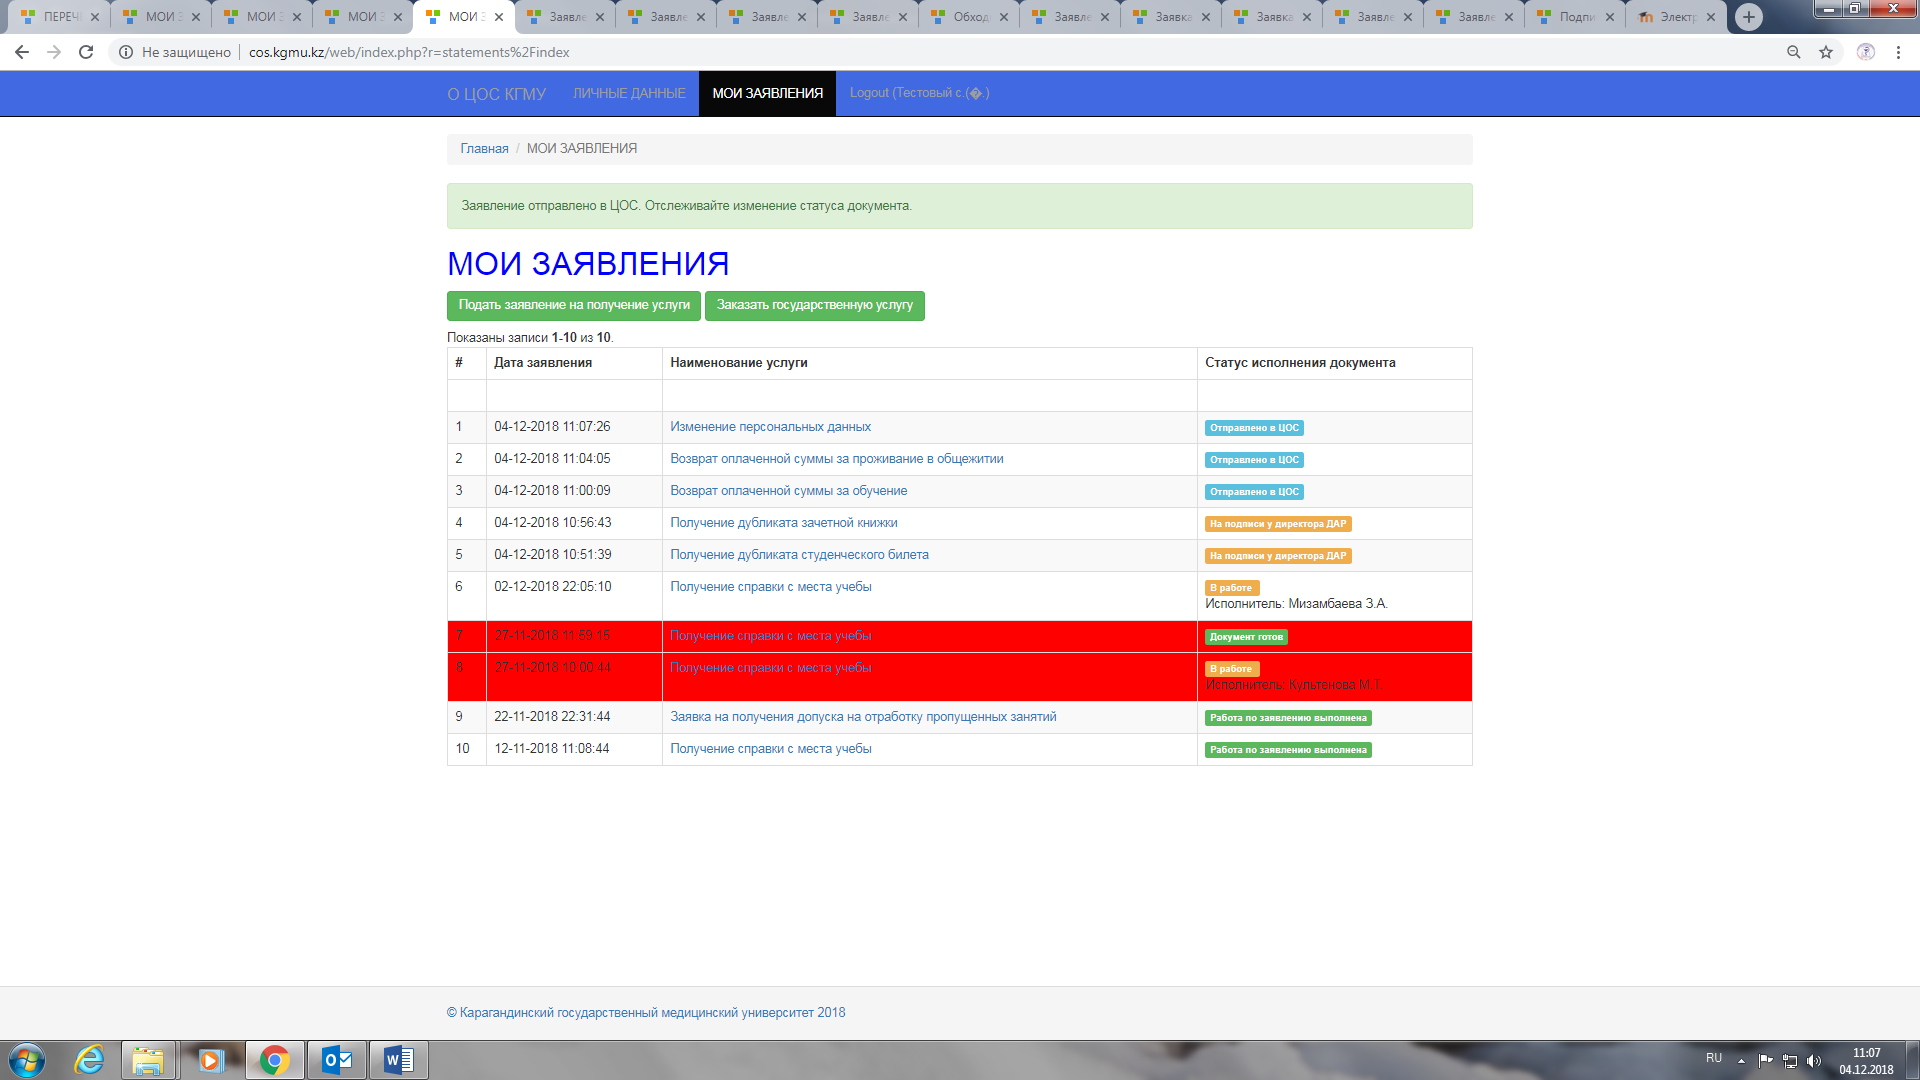 ПЕРЕЧ
МОИ З
МОИ З
МОИ З
МОИ З
Заявле
Заявле
Заявле
Заявле
Обход
Заявле
Заявка
Заявка
Заявле
Заявле
Подпи
Электр
Не защищено cos.kgmu.kz/web/index.php?r=statements%2Findex
О ЦОС КГМУ ЛИЧНЫЕ ДАННЫЕ МОИ ЗАЯВЛЕНИЯ Logout (Тестовый с.(�.)
Главная / МОИ ЗАЯВЛЕНИЯ
Заявление отправлено в ЦОС. Отслеживайте изменение статуса документа.
МОИ ЗАЯВЛЕНИЯ
Подать заявление на получение услуги Заказать государственную услугу
Показаны записи 1-10 из 10.
# Дата заявления Наименование услуги Статус исполнения документа
1 04-12-2018 11:07:26 Изменение персональных данных Отправлено в ЦОС
2 04-12-2018 11:04:05 Возврат оплаченной суммы за проживание в общежитии Отправлено в ЦОС
3 04-12-2018 11:00:09 Возврат оплаченной суммы за обучение Отправлено в ЦОС
4 04-12-2018 10:56:43 Получение дубликата зачетной книжки На подписи у директора ДАР
5 04-12-2018 10:51:39 Получение дубликата студенческого билета На подписи у директора ДАР
6 02-12-2018 22:05:10 Получение справки с места учебы В работе
Исполнитель: Мизамбаева З.А.
7 27-11-2018 11:59:15 Получение справки с места учебы Документ готов
8 27-11-2018 10:00:44 Получение справки с места учебы В работе
Исполнитель: Культенова М.Т.
9 22-11-2018 22:31:44 Заявка на получения допуска на отработку пропущенных занятий Работа по заявлению выполнена
10 12-11-2018 11:08:44 Получение справки с места учебы Работа по заявлению выполнена
© Карагандинский государственный медицинский университет 2018
RU
11:07
04.12.2018